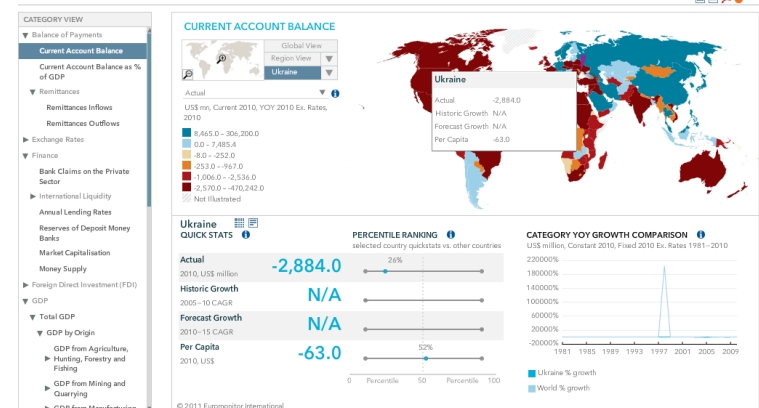 CATEGORY VIEW
Balance of Payments
Current Account Balance
Current Account Balance as %
of GDP
Remittances
Remittances Inflows
Remittances Outflows
Exchange Rates
Finance
Bank Claims on the Private
Sector
International Liquidity
Annual Lending Rates
Reserves of Deposit Money
Banks
Market Capitalisation
Money Supply
Foreign Direct Investment (FDI)
GDP
Total GDP
GDP by Origin
GDP from Agriculture,
Hunting, Forestry and
Fishing
GDP from Mining and
Quarrying
GDP from Manufacturing
CURRENT ACCOUNT BALANCE
Global View
Region View
Ukraine
Actual
US$ mn, Current 2010, YOY 2010 Ex. Rates;
2010
8,465.0 – 306,200.0
0.0 – 7,485.4
-8.0 – -252.0
-253.0 – -967.0
-1,006.0 – -2,536.0
-2,570.0 – -470,242.0
Not Illustrated
Ukraine
Actual -2,884.0
Historic Growth N/A
Forecast Growth N/A
Per Capita -63.0
Ukraine
QUICK STATS
Actual
2010, US$ million
-2,884.0
Historic Growth
2005–10 CAGR
N/A
Forecast Growth
2010–15 CAGR
N/A
Per Capita
2010, US$
-63.0
PERCENTILE RANKING
selected country quickstats vs. other countries
26%
52%
0 Percentile 50 Percentile 100
CATEGORY YOY GROWTH COMPARISON
US$ million, Constant 2010, Fixed 2010 Ex. Rates 1981–2010
220000%
180000%
140000%
100000%
60000%
20000%
-20000%
1981 1985 1989 1993 1997 2001 2005 2009
Ukraine % growth
World % growth
© 2011 Euromonitor International